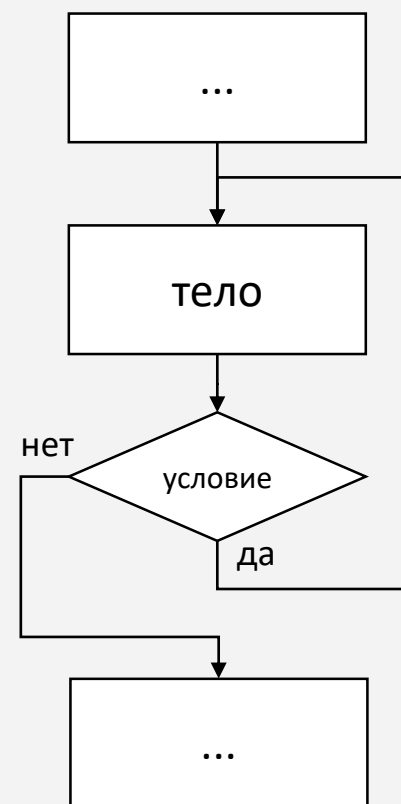 ...
тело
нет
условие
да
...